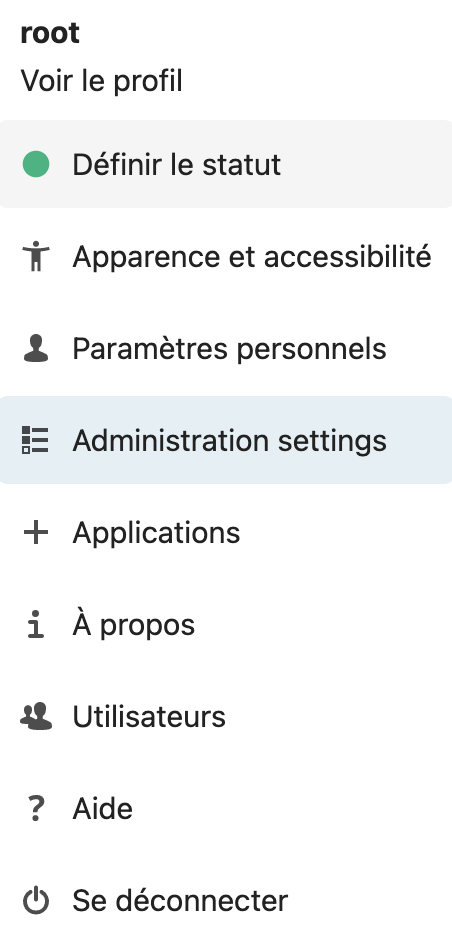 root
Voir le profil
Définir le statut
Apparence et accessibilité
Paramètres personnels
Administration settings
Applications
À propos
Utilisateurs
Aide
Se déconnecter